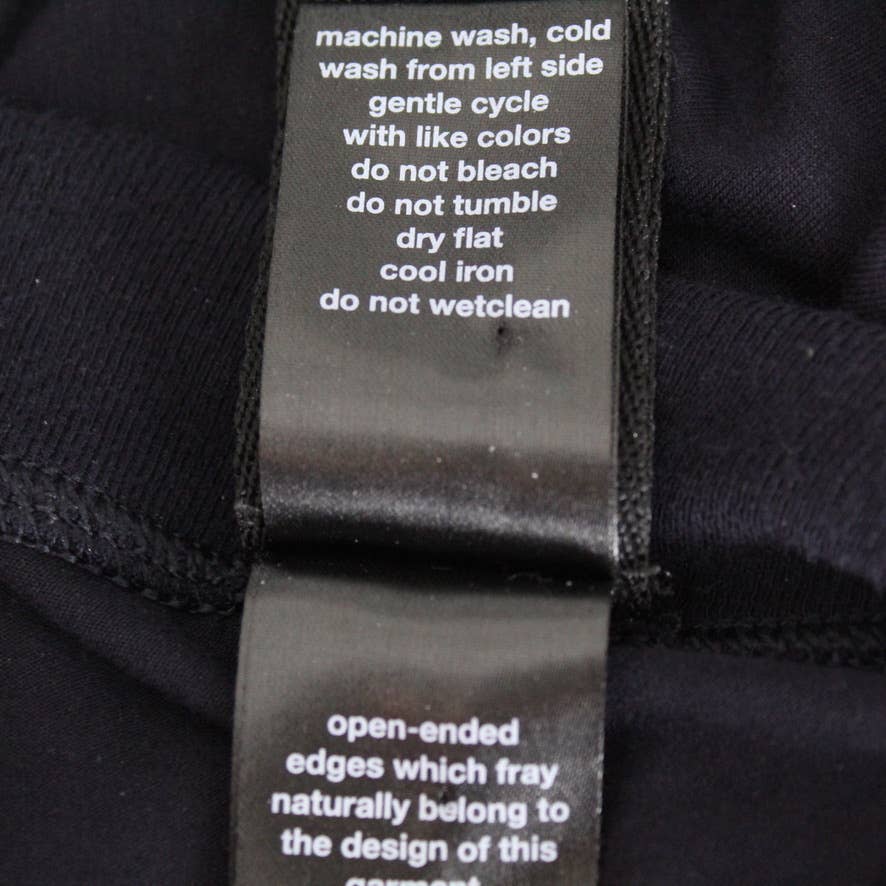 machine wash, cold
wash from left side
gentle cycle
with like colors
do not bleach
do not tumble
dry flat
cool iron
do not wetclean
open-ended
edges which fray
naturally belong to
the design of this
garment